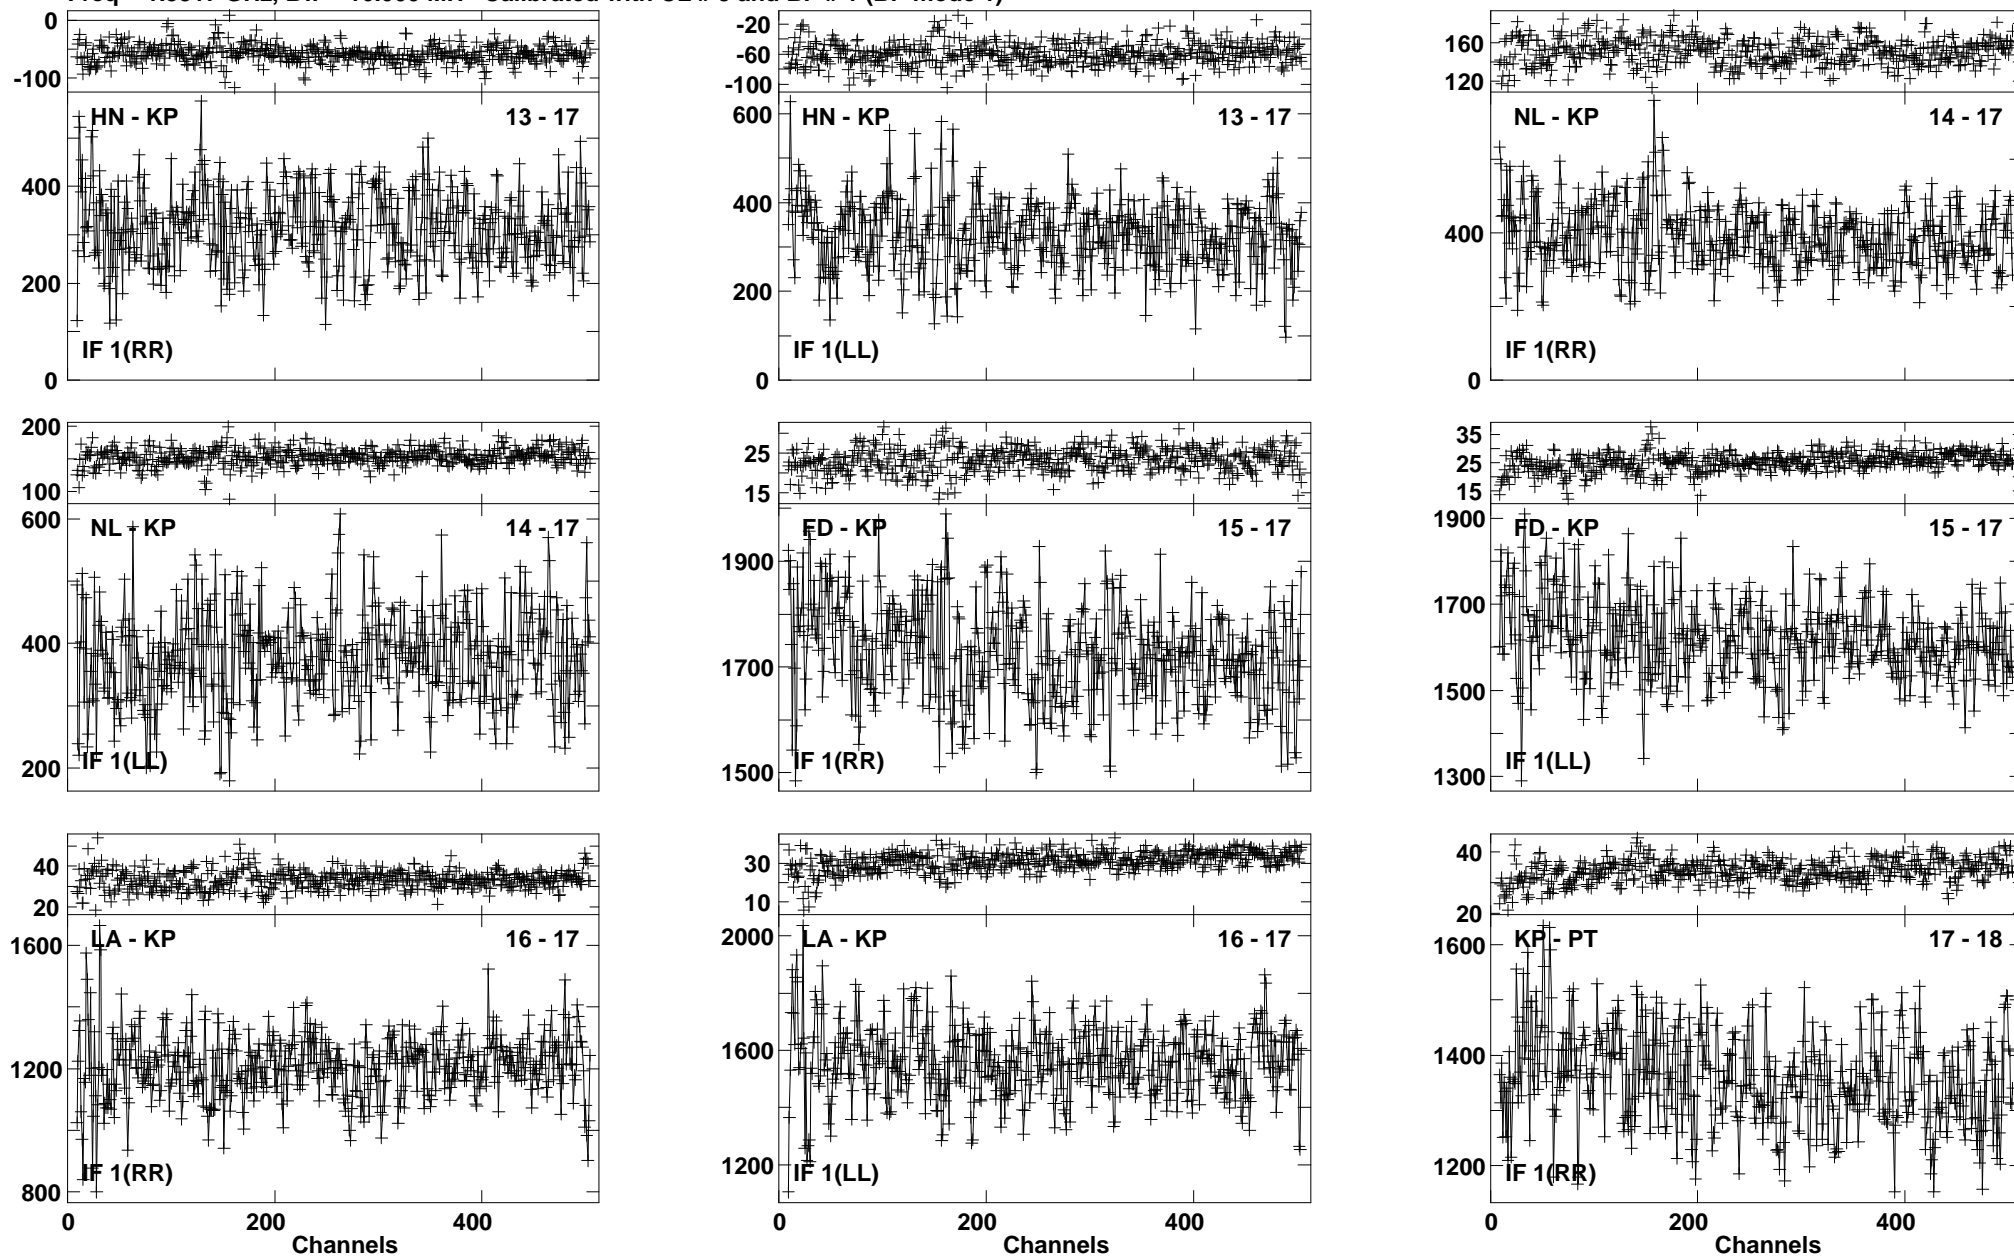 0
-100
HN - KP 13 - 17
400
200
0
IF 1(RR)
-20
-60
-100
600
HN - KP 13 - 17
400
200
0
IF 1(LL)
160
120
NL - KP 14 - 17
400
0
IF 1(RR)
200
100
600
NL - KP 14 - 17
400
200
IF 1(LL)
25
15
FD - KP 15 - 17
1900
1700
1500
IF 1(RR)
35
25
15
1900
FD - KP 15 - 17
1700
1500
1300
IF 1(LL)
40
20
1600
LA - KP 16 - 17
1200
800
IF 1(RR)
0 200 400
Channels
30
10
2000
LA - KP 16 - 17
1600
1200
IF 1(LL)
0 200 400
Channels
40
20
1600
KP - PT 17 - 18
1400
1200
IF 1(RR)
0 200 400
Channels